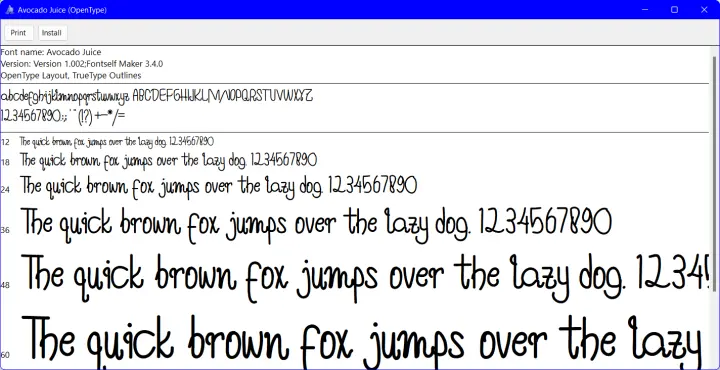 Avocado Juice (OpenType)
Print Install
Font name: Avocado Juice
Version: Version 1.002;Fontself Maker 3.4.0
OpenType Layout, TrueType Outlines
abcdefghijklmnopqrstuvwxyz ABCDEFGHIJKLMNOPQRSTUVWXYZ
1234567890.:,; ' " (!?) +-*/=
12 The quick brown fox jumps over the lazy dog. 1234567890
18 The quick brown fox jumps over the lazy dog. 1234567890
24 The quick brown fox jumps over the lazy dog. 1234567890
36 The quick brown fox jumps over the lazy dog. 1234567890
48 The quick brown fox jumps over the lazy dog. 12345
60 The quick brown fox jumps over the lazy